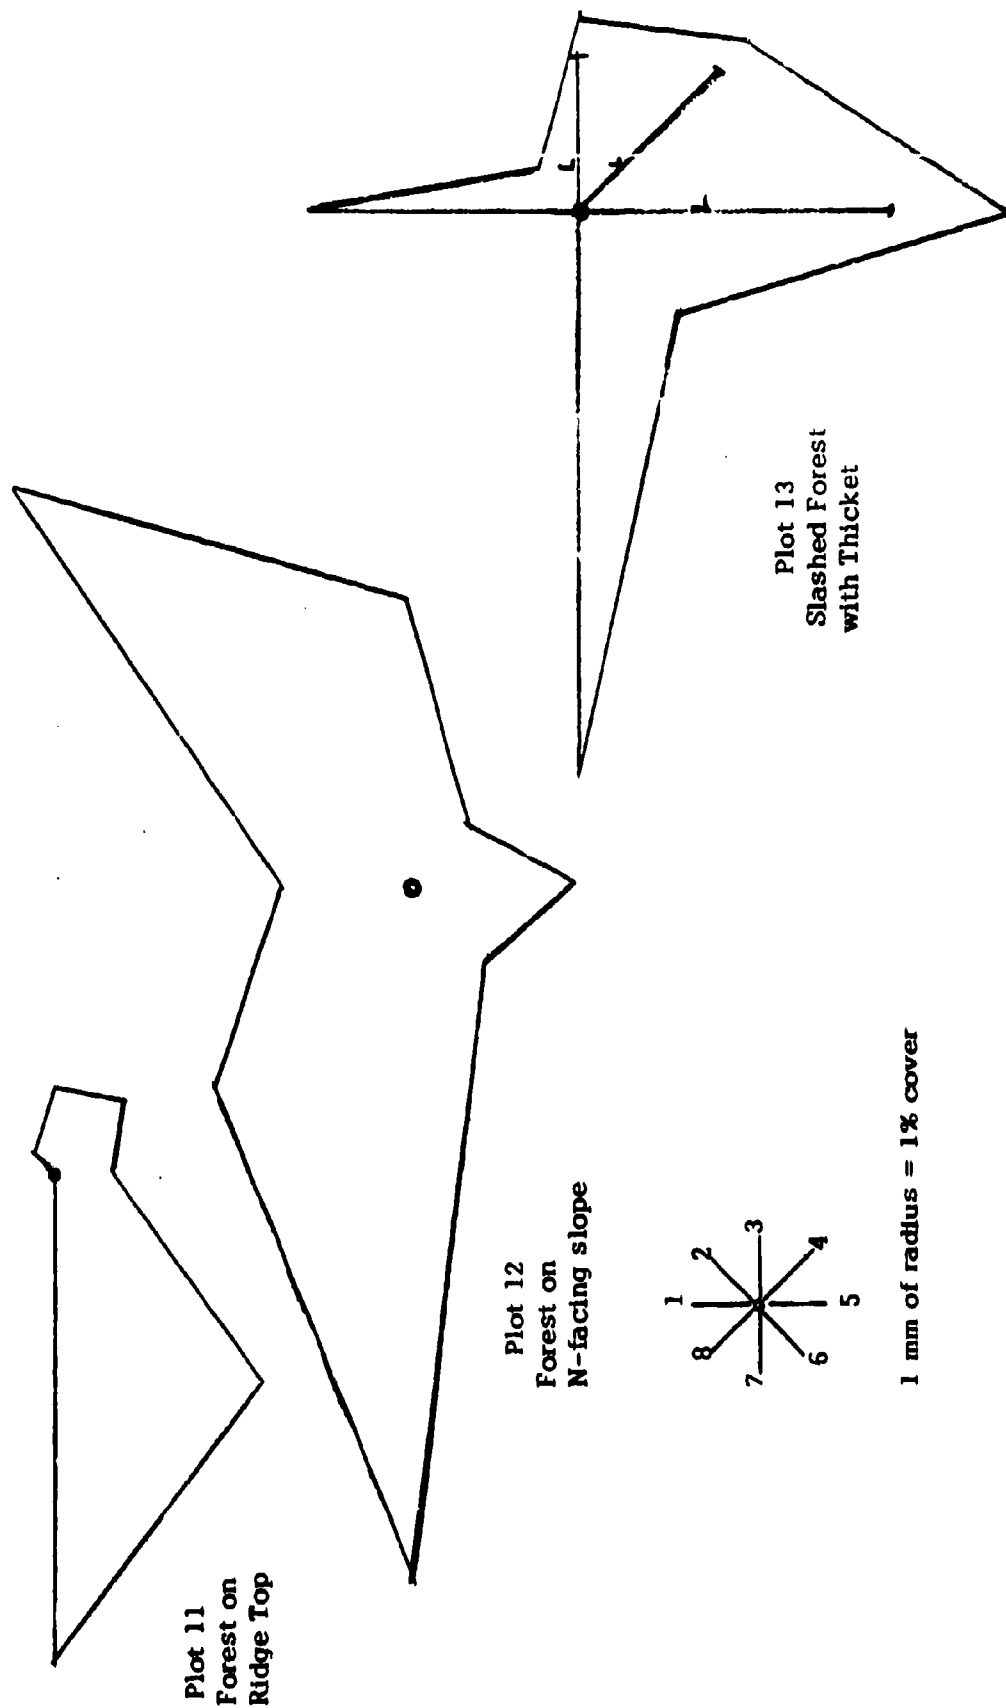 Plot 11
Forest on
Ridge Top
Plot 12
Forest on
N-facing slope
Plot 13
Slashed Forest
with Thicket
1
2
3
4
5
6
7
8
1 mm of radius = 1% cover